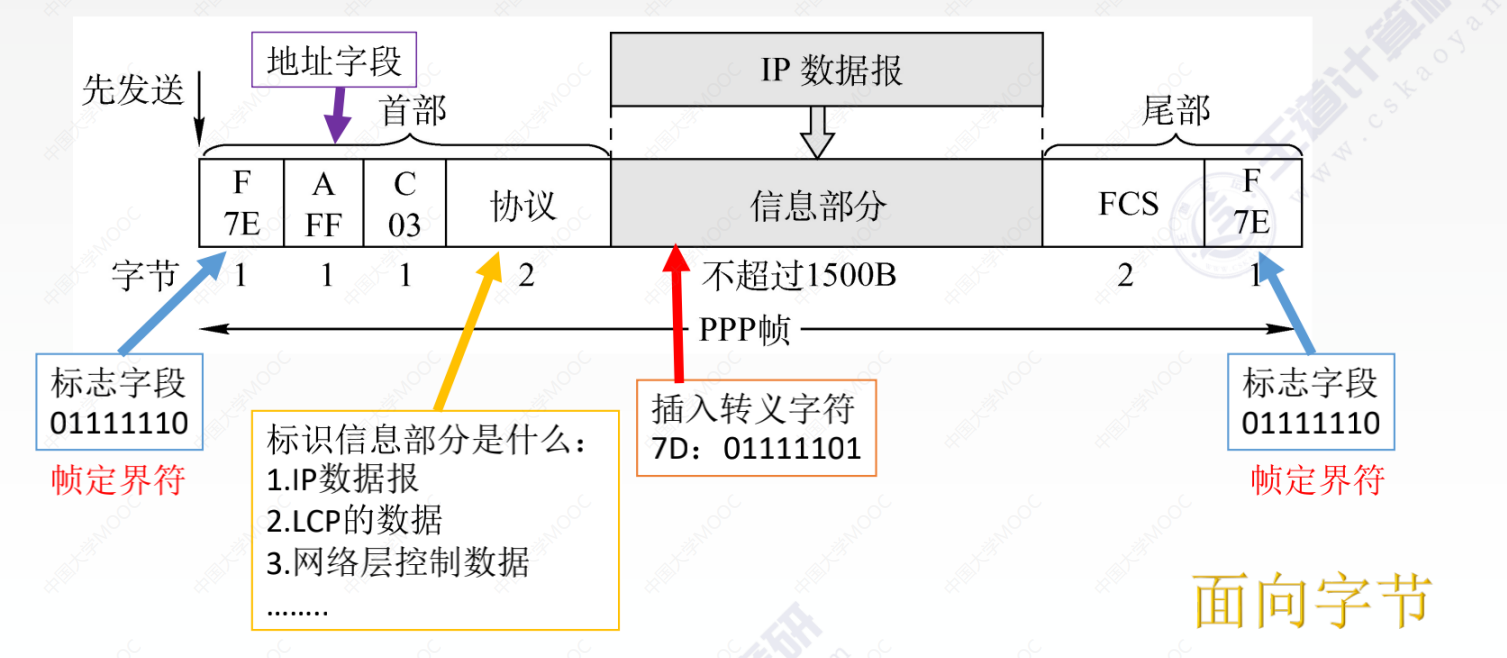 地址字段
IP 数据报
先发送
首部
尾部
F
7E
A
FF
C
03
协议
信息部分
FCS
F
7E
字节
1
1
1
2
不超过1500B
2
1
PPP帧
标志字段
01111110
帧定界符
标识信息部分是什么：
1.IP数据报
2.LCP的数据
3.网络层控制数据
........
插入转义字符
7D：01111101
标志字段
01111110
帧定界符
面向字节
王道计算机考研
www.cskaoyan
中国大学MOOC